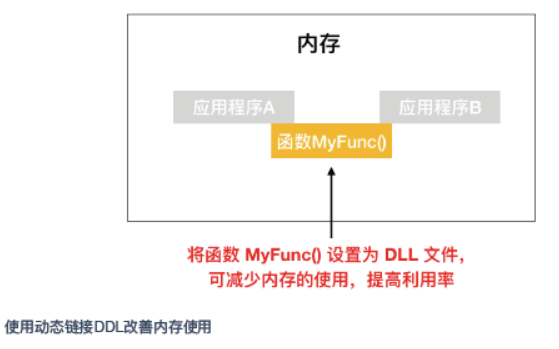 内存
应用程序A
应用程序B
函数MyFunc()
将函数 MyFunc() 设置为 DLL 文件，
可减少内存的使用，提高利用率
使用动态链接DDL改善内存使用